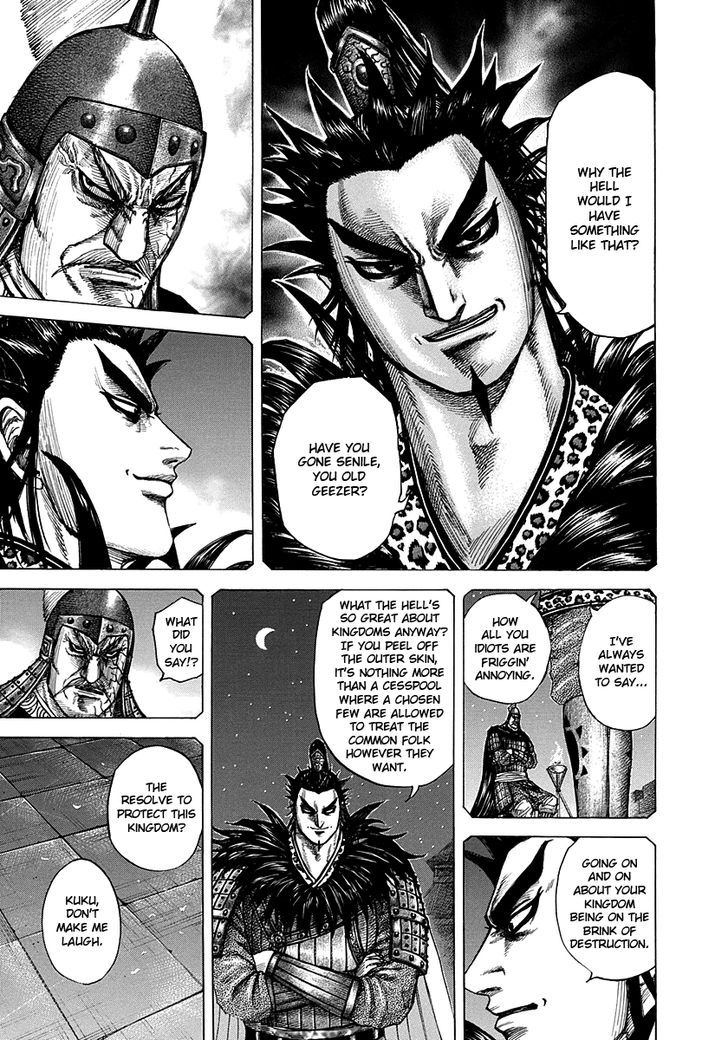 WHY THE
HELL
WOULD I
HAVE
SOMETHING
LIKE THAT?
HAVE YOU
GONE SENILE,
YOU OLD
GEEZER?
I'VE
ALWAYS
WANTED
TO SAY...
HOW
ALL YOU
IDIOTS ARE
FRIGGIN'
ANNOYING.
GOING ON
AND ON
ABOUT YOUR
KINGDOM
BEING ON THE
BRINK OF
DESTRUCTION.
WHAT THE HELL'S
SO GREAT ABOUT
KINGDOMS ANYWAY?
IF YOU PEEL OFF
THE OUTER SKIN,
IT'S NOTHING MORE
THAN A CESSPOOL
WHERE A CHOSEN
FEW ARE ALLOWED
TO TREAT THE
COMMON FOLK
HOWEVER THEY
WANT.
WHAT
DID
YOU
SAY!?
THE
RESOLVE TO
PROTECT THIS
KINGDOM?
KUKU,
DON'T
MAKE ME
LAUGH.